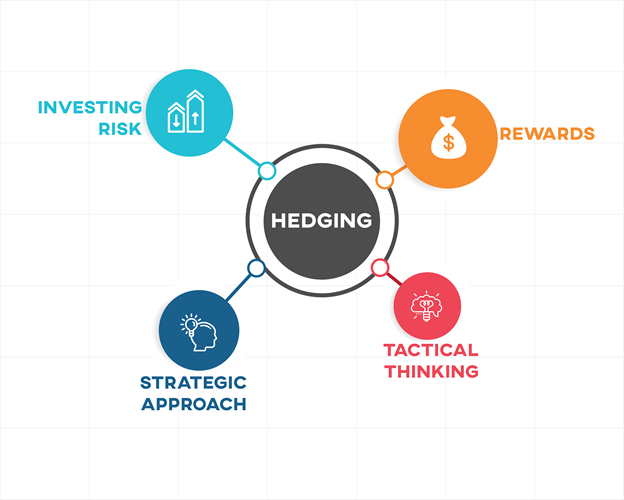 INVESTING
RISK
REWARDS
HEDGING
$
STRATEGIC
APPROACH
TACTICAL
THINKING